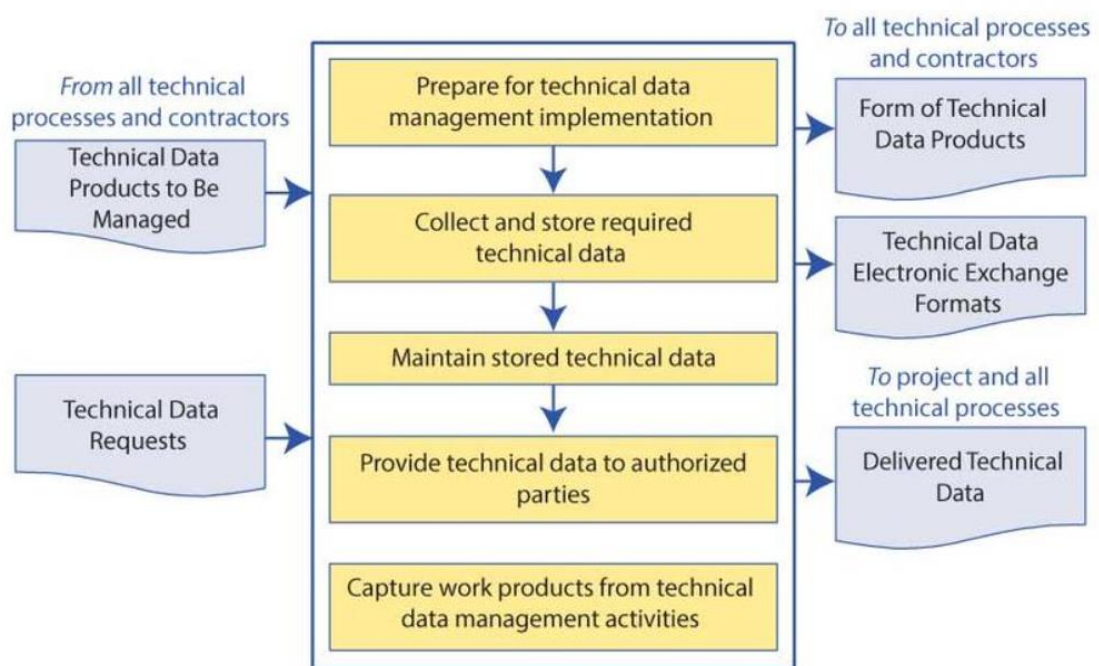 From all technical
processes and contractors
Technical Data
Products to Be
Managed
Technical Data
Requests
Prepare for technical data
management implementation
Collect and store required
technical data
Maintain stored technical data
Provide technical data to authorized
parties
Capture work products from technical
data management activities
To all technical processes
and contractors
Form of Technical
Data Products
Technical Data
Electronic Exchange
Formats
To project and all
technical processes
Delivered Technical
Data